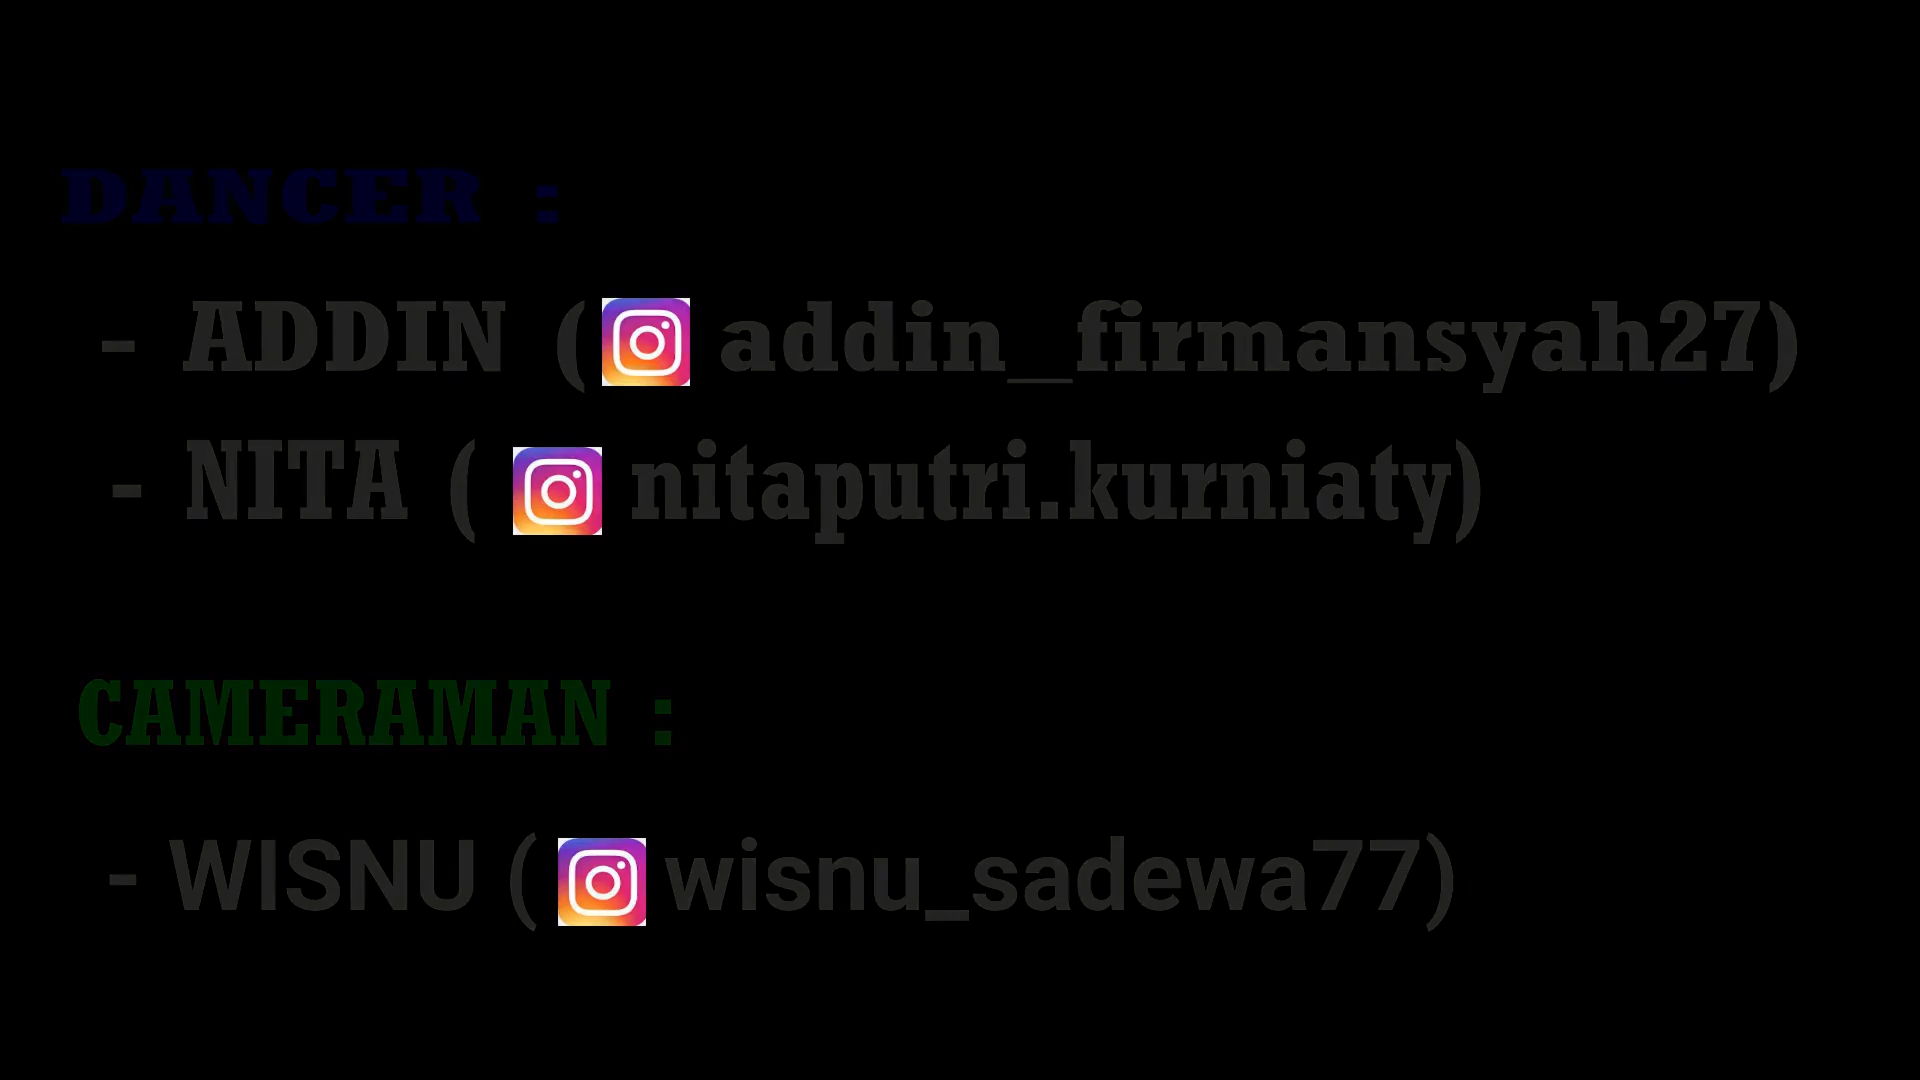 DANCER :
- ADDIN ( addin_firmansyah27)
- NITA ( nitaputri.kurniaty)
CAMERAMAN :
- WISNU ( wisnu_sadewa77)